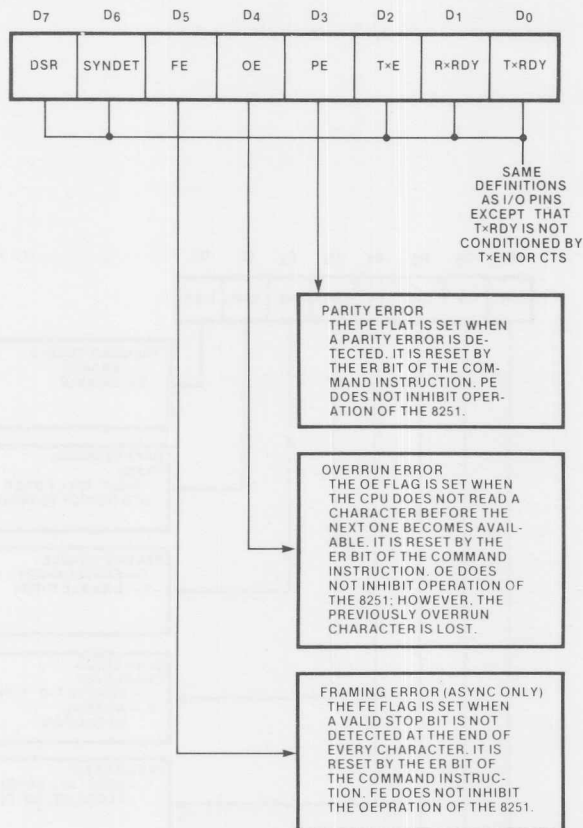 D7 D6 D5 D4 D3 D2 D1 D0
DSR SYNDET FE OE PE TxE RxRDY TxRDY
SAME
DEFINITIONS
AS I/O PINS
EXCEPT THAT
TxRDY IS NOT
CONDITIONED BY
TxEN OR CTS
PARITY ERROR
THE PE FLAT IS SET WHEN
A PARITY ERROR IS DE-
TECTED. IT IS RESET BY
THE ER BIT OF THE COM-
MAND INSTRUCTION. PE
DOES NOT INHIBIT OPER-
ATION OF THE 8251.
OVERRUN ERROR
THE OE FLAG IS SET WHEN
THE CPU DOES NOT READ A
CHARACTER BEFORE THE
NEXT ONE BECOMES AVAIL-
ABLE. IT IS RESET BY THE
ER BIT OF THE COMMAND
INSTRUCTION. OE DOES
NOT INHIBIT OPERATION OF
THE 8251; HOWEVER, THE
PREVIOUSLY OVERRUN
CHARACTER IS LOST.
FRAMING ERROR (ASYNC ONLY)
THE FE FLAG IS SET WHEN
A VALID STOP BIT IS NOT
DETECTED AT THE END OF
EVERY CHARACTER. IT IS
RESET BY THE ER BIT OF
THE COMMAND INSTRUC-
TION. FE DOES NOT INHIBIT
THE OEPRATION OF THE 8251.